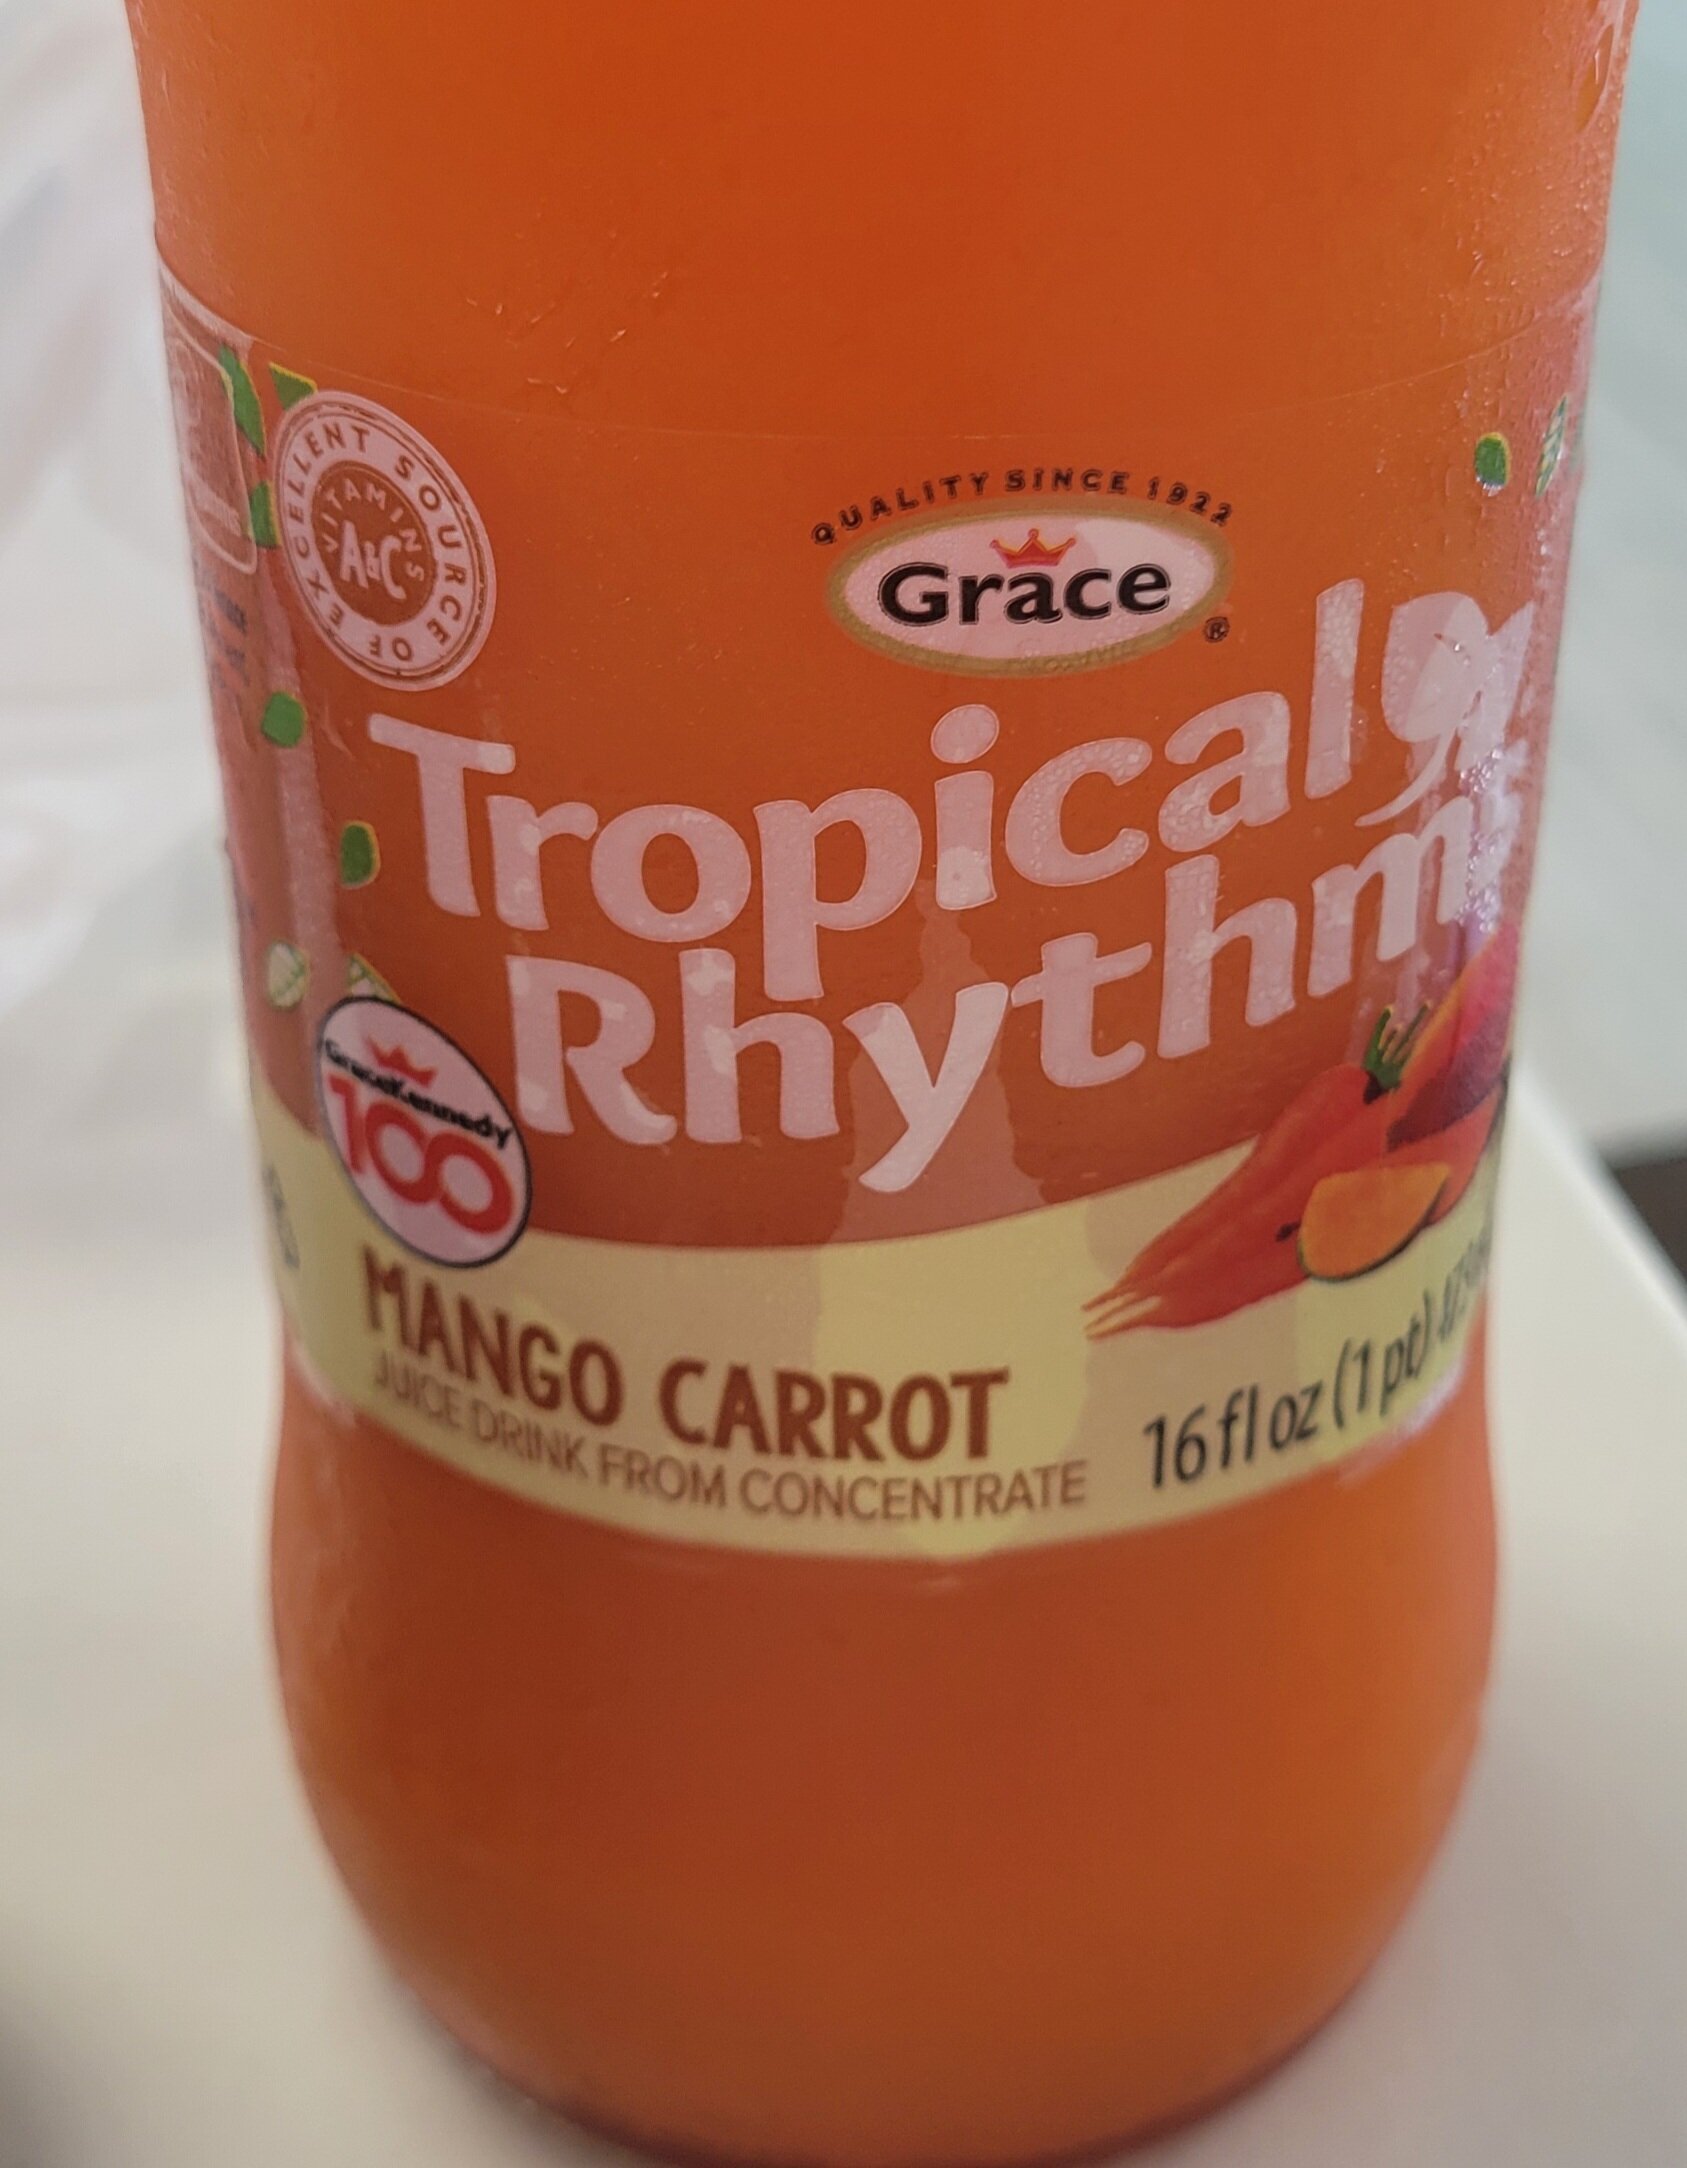 EXCELLENT SOURCE OF
VITAMINS
A&C
QUALITY SINCE 1922
Grace
®
Tropical
Rhythm
GraceKennedy
100
MANGO CARROT
JUICE DRINK FROM CONCENTRATE
16 fl oz (1 pt)